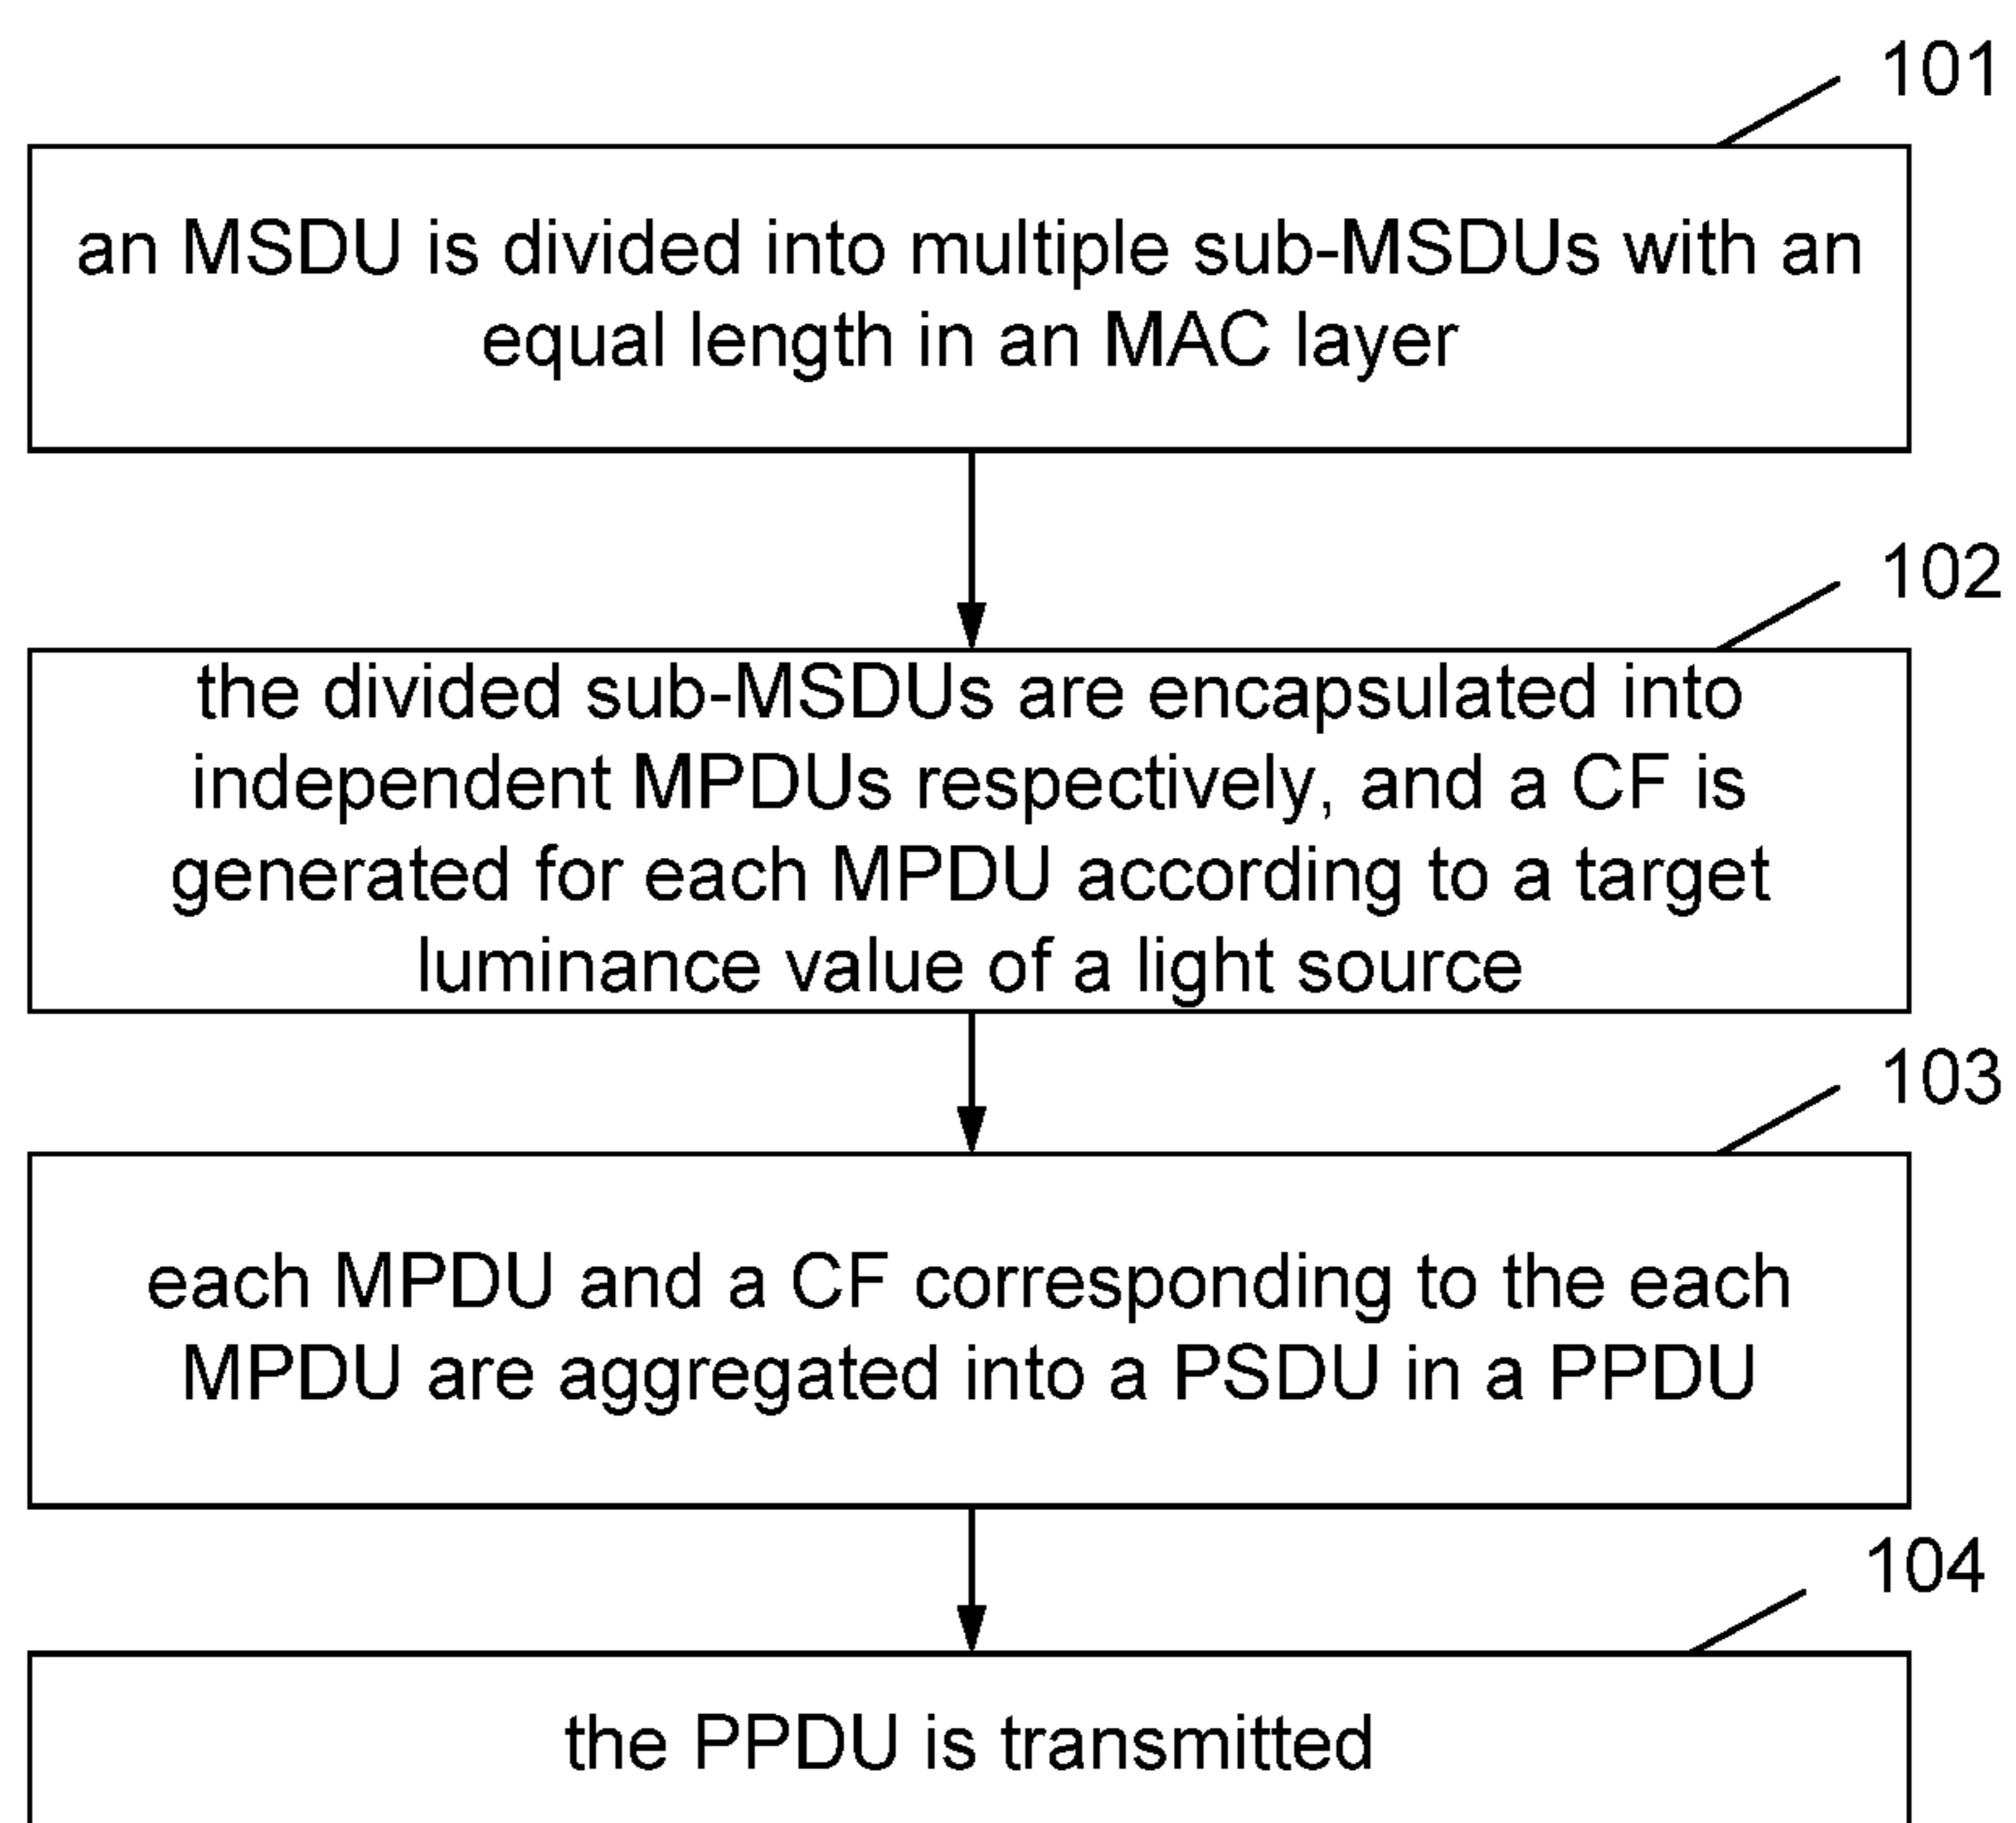 101
an MSDU is divided into multiple sub-MSDUs with an
equal length in an MAC layer
102
the divided sub-MSDUs are encapsulated into
independent MPDUs respectively, and a CF is
generated for each MPDU according to a target
luminance value of a light source
103
each MPDU and a CF corresponding to the each
MPDU are aggregated into a PSDU in a PPDU
104
the PPDU is transmitted